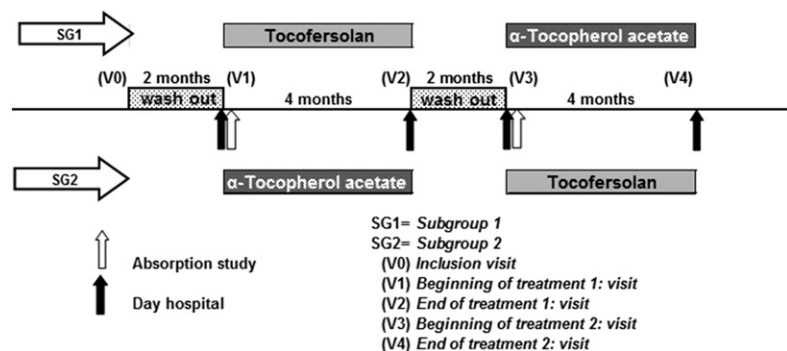 SG1
Tocofersolan
α-Tocopherol acetate
(V0) 2 months (V1) (V2) 2 months (V3) (V4)
wash out 4 months wash out 4 months
SG2
α-Tocopherol acetate
Tocofersolan
SG1= Subgroup 1
SG2= Subgroup 2
(V0) Inclusion visit
(V1) Beginning of treatment 1: visit
(V2) End of treatment 1: visit
(V3) Beginning of treatment 2: visit
(V4) End of treatment 2: visit
Absorption study
Day hospital